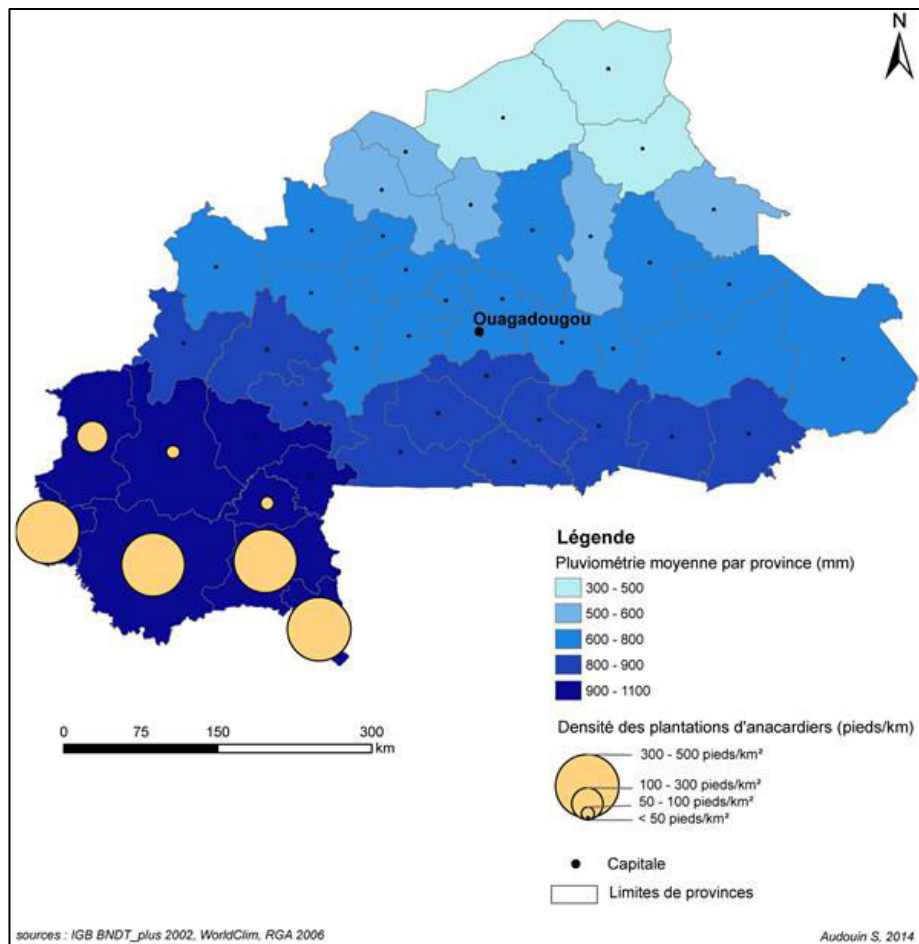 N
Ouagadougou
Légende
Pluviométrie moyenne par province (mm)
300 - 500
500 - 600
600 - 800
800 - 900
900 - 1100
0 75 150 300
km
Densité des plantations d'anacardiers (pieds/km)
300 - 500 pieds/km²
100 - 300 pieds/km²
50 - 100 pieds/km²
< 50 pieds/km²
Capitale
Limites de provinces
sources : IGB BNDT_plus 2002, WorldClim, RGA 2006
Audouin S, 2014